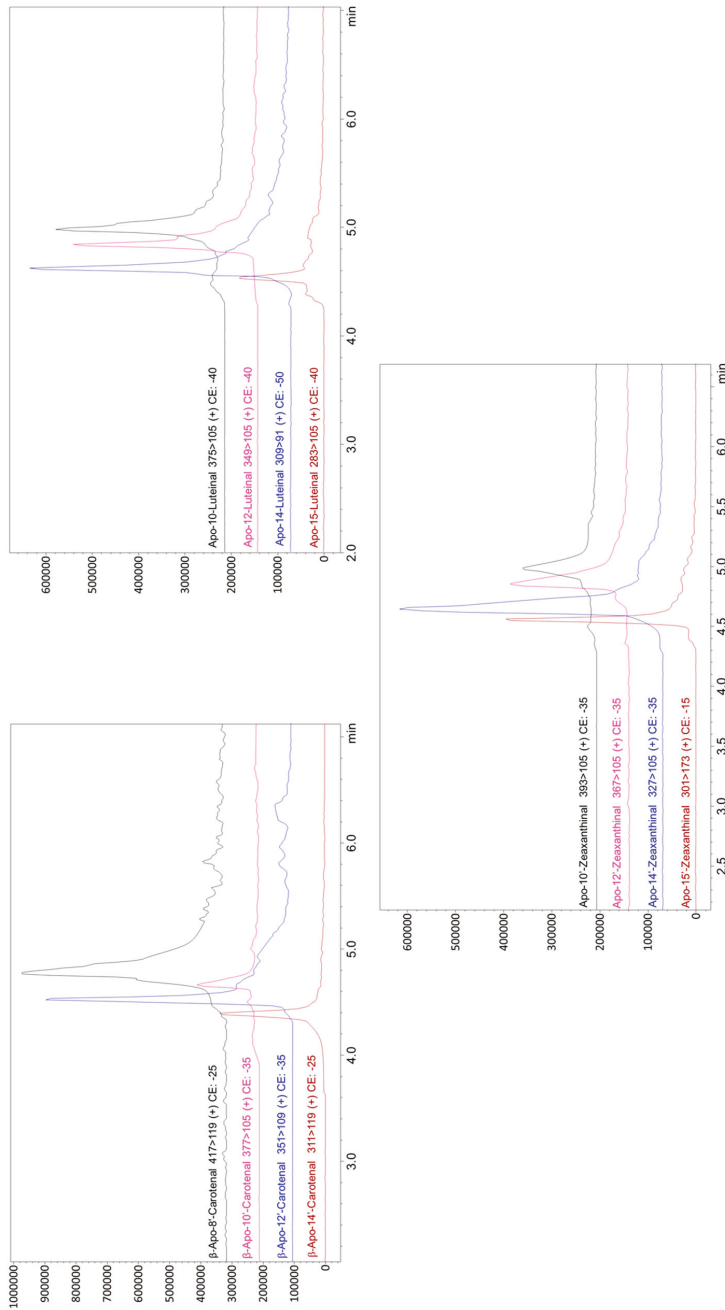 1000000
900000
800000
700000
600000
500000
400000
300000
200000
100000
0
β-Apo-8'-Carotenal 417>119 (+) CE: -25
β-Apo-10'-Carotenal 377>105 (+) CE: -35
β-Apo-12'-Carotenal 351>109 (+) CE: -35
β-Apo-14'-Carotenal 311>119 (+) CE: -25
3.0 4.0 5.0 6.0 min
600000
500000
400000
300000
200000
100000
0
Apo-10-Luteinal 375>105 (+) CE: -40
Apo-12-Luteinal 349>105 (+) CE: -40
Apo-14-Luteinal 309>91 (+) CE: -50
Apo-15-Luteinal 283>105 (+) CE: -40
2.0 3.0 4.0 5.0 6.0 min
600000
500000
400000
300000
200000
100000
0
Apo-10'-Zeaxanthinal 393>105 (+) CE: -35
Apo-12'-Zeaxanthinal 367>105 (+) CE: -35
Apo-14'-Zeaxanthinal 327>105 (+) CE: -35
Apo-15'-Zeaxanthinal 301>173 (+) CE: -15
2.5 3.0 3.5 4.0 4.5 5.0 5.5 6.0 min